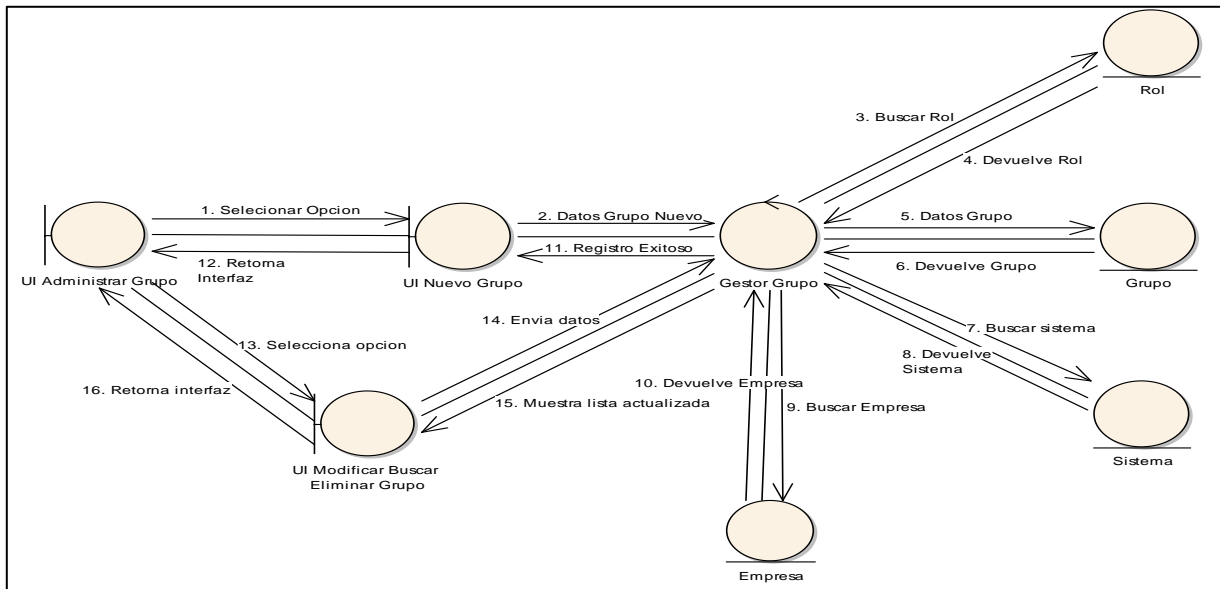 Rol
3. Buscar Rol
4. Devuelve Rol
1. Selecionar Opcion
2. Datos Grupo Nuevo
5. Datos Grupo
12. Retorna
Interfaz
11. Registro Exitoso
6. Devuelve Grupo
UI Administrar Grupo
UI Nuevo Grupo
Gestor Grupo
Grupo
14. Envia datos
7. Buscar sistema
13. Selecciona opcion
8. Devuelve
Sistema
16. Retorna interfaz
10. Devuelve Empresa
15. Muestra lista actualizada
9. Buscar Empresa
Sistema
UI Modificar Buscar
Eliminar Grupo
Empresa